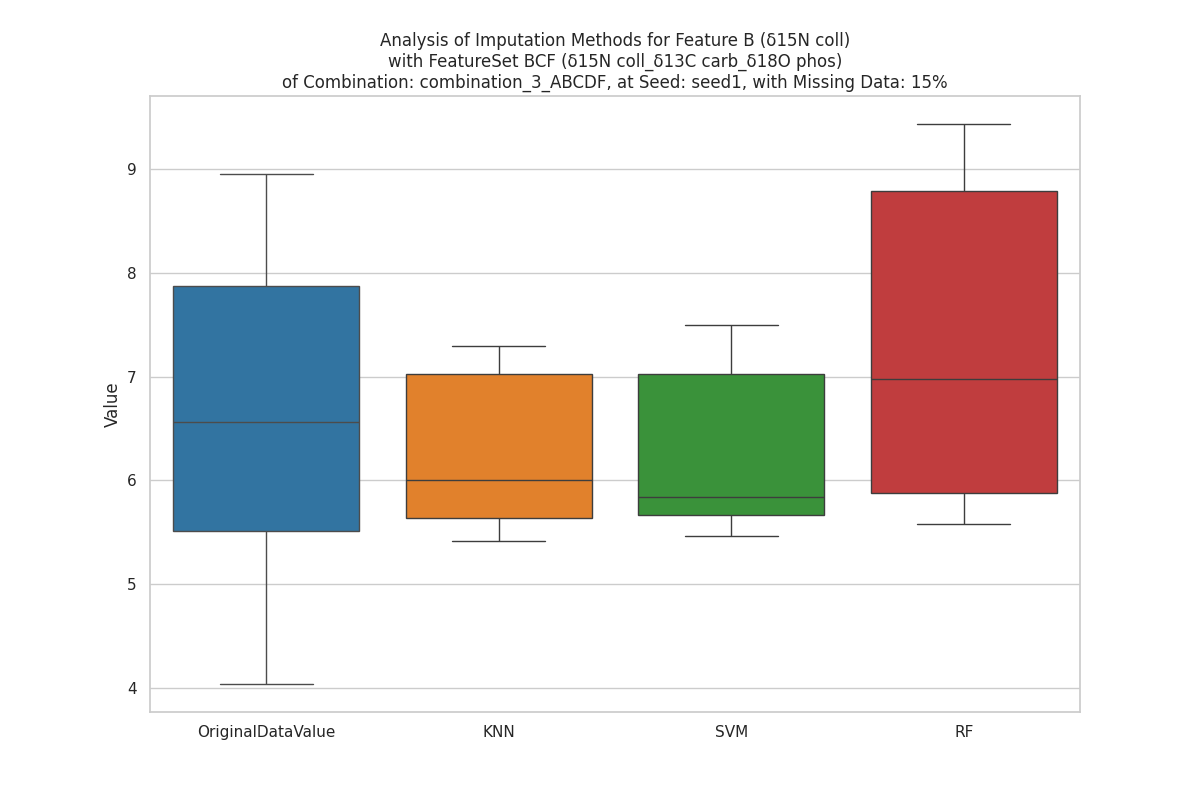 Analysis of Imputation Methods for Feature B (δ15N coll)
with FeatureSet BCF (δ15N coll_δ13C carb_δ18O phos)
of Combination: combination_3_ABCDF, at Seed: seed1, with Missing Data: 15%
Value
9
8
7
6
5
4
OriginalDataValue KNN SVM RF